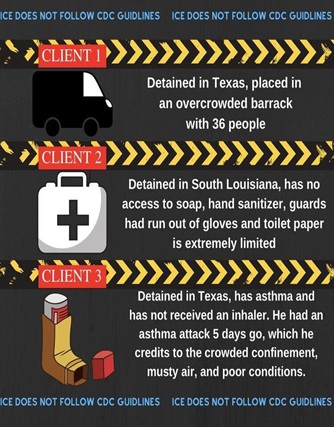 ICE DOES NOT FOLLOW CDC GUIDLINES ICE DOES NOT FOLLOW CDC GUIDLINES
CLIENT 1
Detained in Texas, placed in
an overcrowded barrack
with 36 people
CLIENT 2
Detained in South Louisiana, has no
access to soap, hand sanitizer, guards
had run out of gloves and toilet paper
is extremely limited
CLIENT 3
Detained in Texas, has asthma and
has not received an inhaler. He had an
asthma attack 5 days go, which he
credits to the crowded confinement,
musty air, and poor conditions.
ICE DOES NOT FOLLOW CDC GUIDLINES ICE DOES NOT FOLLOW CDC GUIDLINES